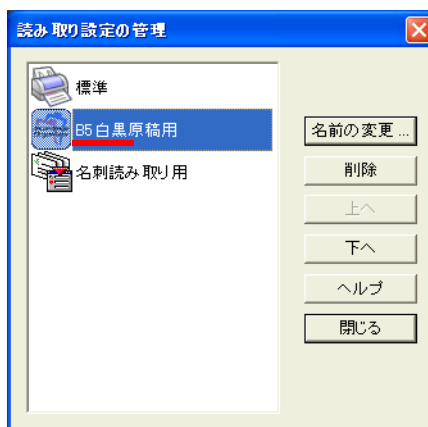 読み取り設定の管理
標準
B5白黒原稿用
名刺読み取り用
名前の変更 ...
削除
上へ
下へ
ヘルプ
閉じる